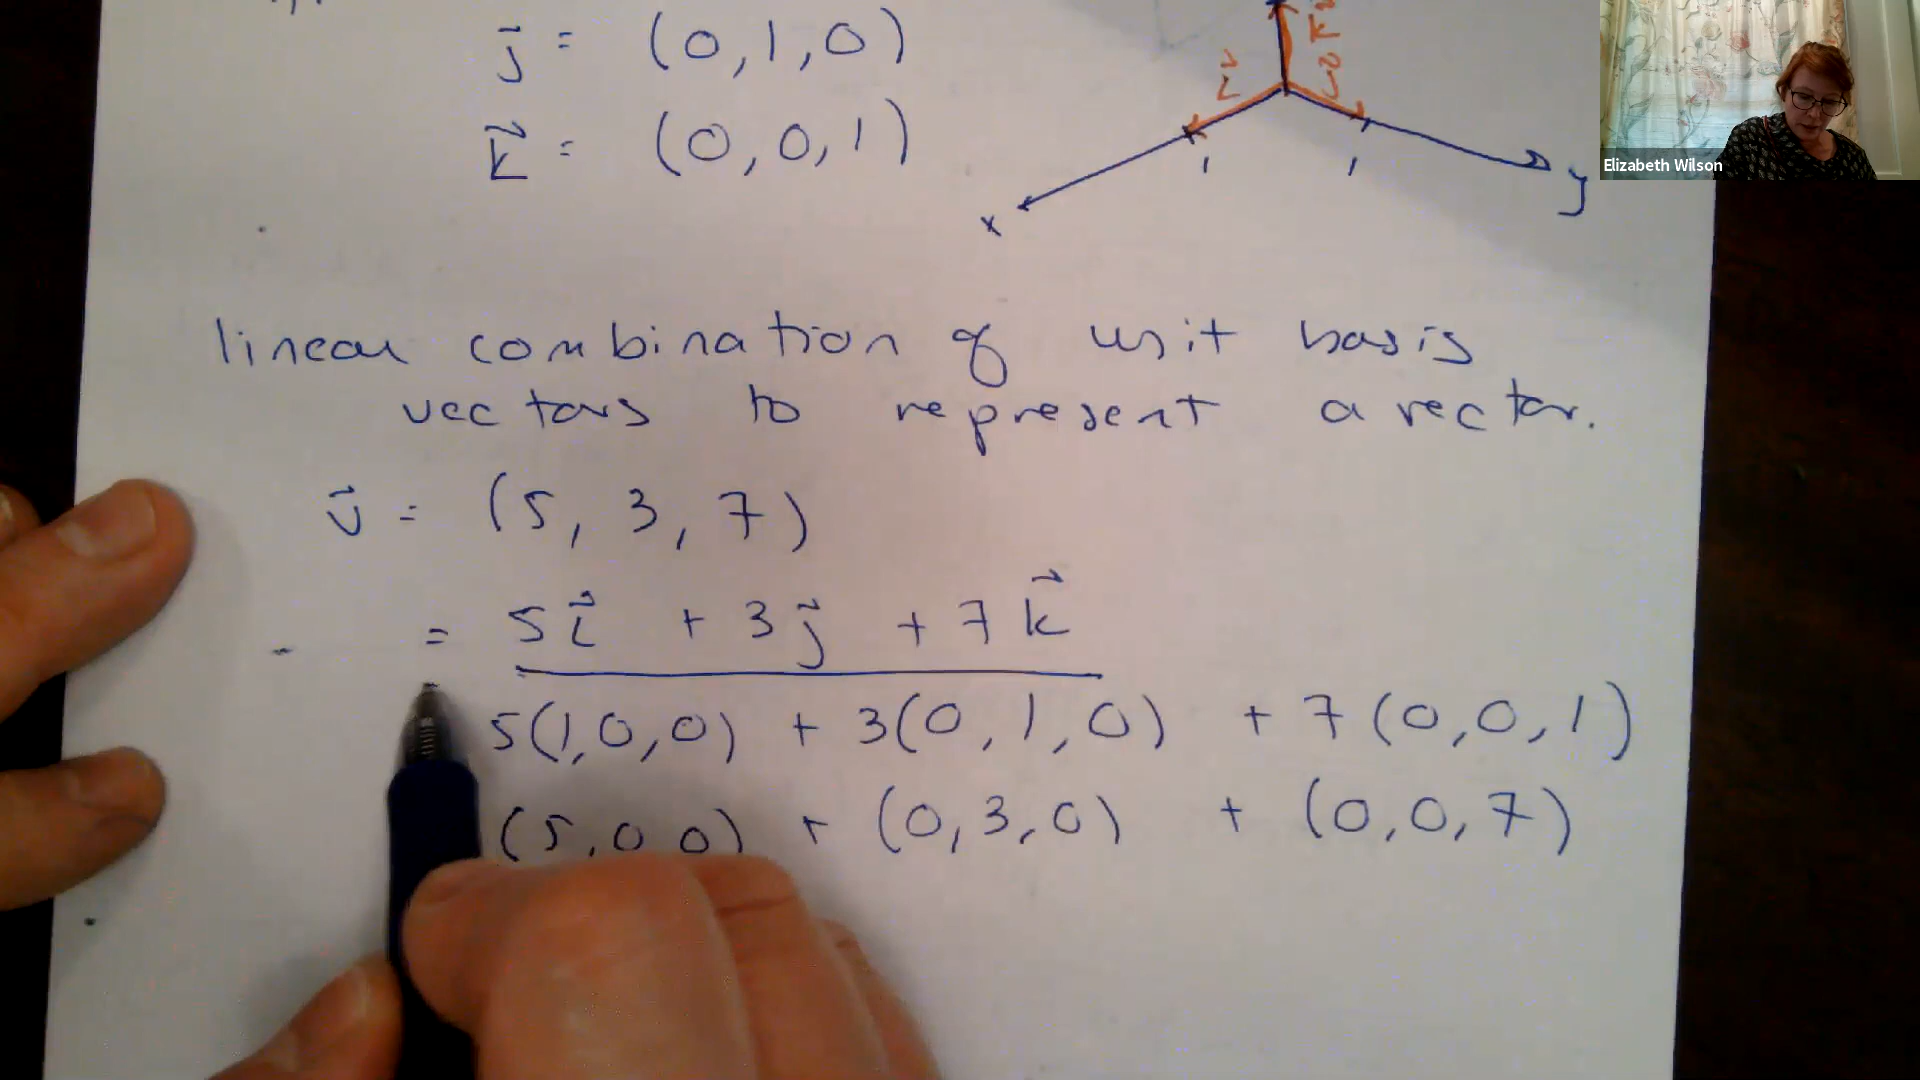 j⃗ = (0,1,0)
k⃗ = (0,0,1)
1
1
x
y
Elizabeth Wilson
linear combination of unit basis
vectors to represent a vector.
v⃗ = (5, 3, 7)
= 5i⃗ + 3j⃗ + 7k⃗
5(1,0,0) + 3(0,1,0) + 7(0,0,1)
(5,0,0) + (0,3,0) + (0,0,7)